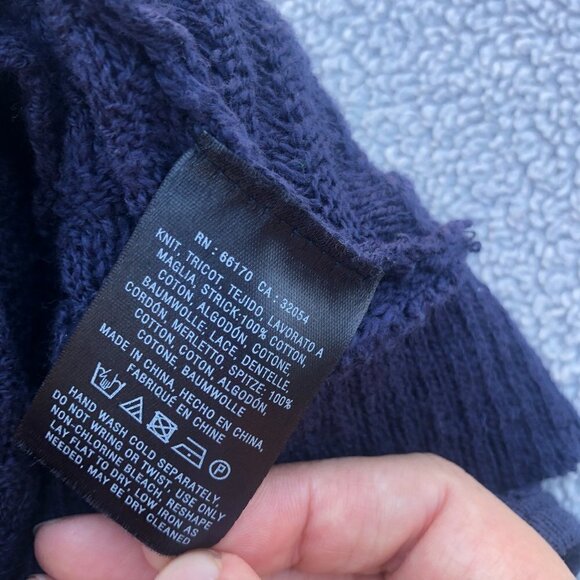 RN : 66170 CA : 32054
KNIT, TRICOT, TEJIDO, LAVORATO A
MAGLIA, STRICK:100% COTTON,
COTON, ALGODÓN, COTONE,
BAUMWOLLE; LACE, DENTELLE,
CORDON, MERLETTO, SPITZE: 100%
COTTON, COTON, ALGODÓN,
COTONE, BAUMWOLLE
MADE IN CHINA, HECHO EN CHINA,
FABRIQUÉ EN CHINE
P
HAND WASH COLD SEPARATELY,
DO NOT WRING OR TWIST, USE ONLY
NON-CHLORINE BLEACH, RESHAPE
LAY FLAT TO DRY; LOW IRON AS
NEEDED, MAY BE DRY CLEANED